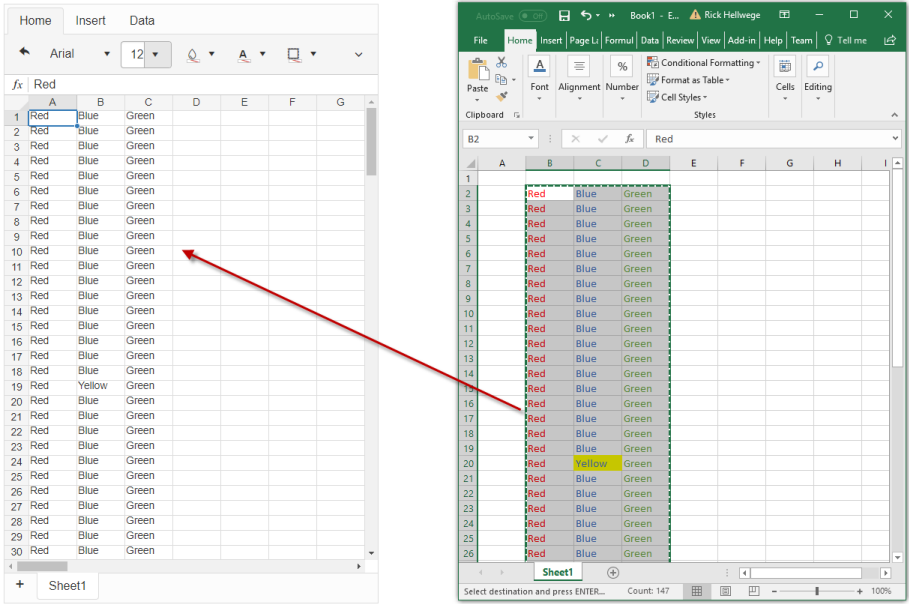 Home Insert Data
Arial 12 A
fx Red
A B C D E F G
1 Red Blue Green
2 Red Blue Green
3 Red Blue Green
4 Red Blue Green
5 Red Blue Green
6 Red Blue Green
7 Red Blue Green
8 Red Blue Green
9 Red Blue Green
10 Red Blue Green
11 Red Blue Green
12 Red Blue Green
13 Red Blue Green
14 Red Blue Green
15 Red Blue Green
16 Red Blue Green
17 Red Blue Green
18 Red Blue Green
19 Red Yellow Green
20 Red Blue Green
21 Red Blue Green
22 Red Blue Green
23 Red Blue Green
24 Red Blue Green
25 Red Blue Green
26 Red Blue Green
27 Red Blue Green
28 Red Blue Green
29 Red Blue Green
30 Red Blue Green
+ Sheet1
AutoSave Off Book1 - E... Rick Hellwege
File Home Insert Page La Formul Data Review View Add-in Help Team Tell me
Paste
A Font
Alignment
% Number
Conditional Formatting
Format as Table
Cell Styles
Cells
Editing
Clipboard Styles
B2 fx Red
A B C D E F G H I
1
2 Red Blue Green
3 Red Blue Green
4 Red Blue Green
5 Red Blue Green
6 Red Blue Green
7 Red Blue Green
8 Red Blue Green
9 Red Blue Green
10 Red Blue Green
11 Red Blue Green
12 Red Blue Green
13 Red Blue Green
14 Red Blue Green
15 Red Blue Green
16 Red Blue Green
17 Red Blue Green
18 Red Blue Green
19 Red Blue Green
20 Red Yellow Green
21 Red Blue Green
22 Red Blue Green
23 Red Blue Green
24 Red Blue Green
25 Red Blue Green
26 Red Blue Green
Sheet1
Select destination and press ENTER... Count: 147 - + 100%